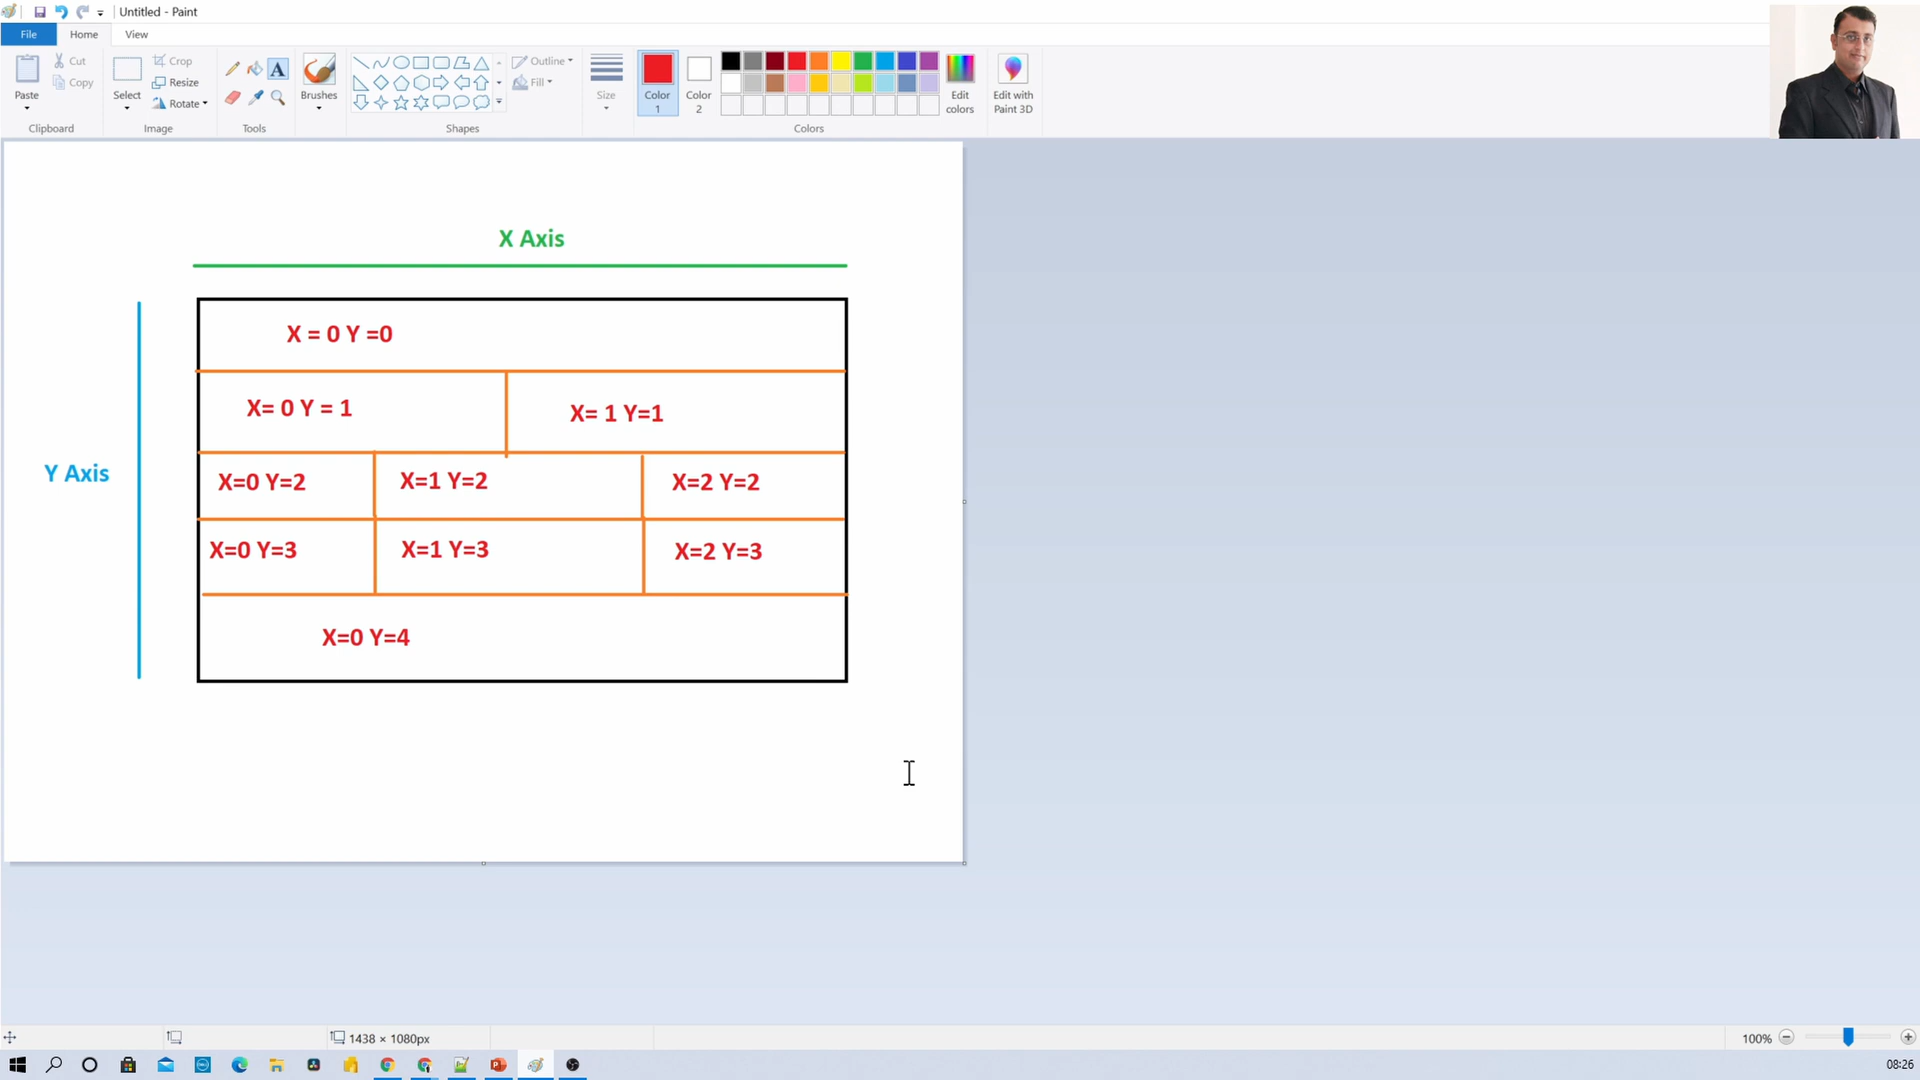 Untitled - Paint
File Home View
Paste
Cut
Copy
Clipboard
Select
Crop
Resize
Rotate
Image
A
Tools
Brushes
Shapes
Outline
Fill
Size
Color 1
Color 2
Colors
Edit colors
Edit with Paint 3D
X Axis
Y Axis
X = 0 Y =0
X= 0 Y = 1
X= 1 Y=1
X=0 Y=2
X=1 Y=2
X=2 Y=2
X=0 Y=3
X=1 Y=3
X=2 Y=3
X=0 Y=4
1438 × 1080px
100%
08:26